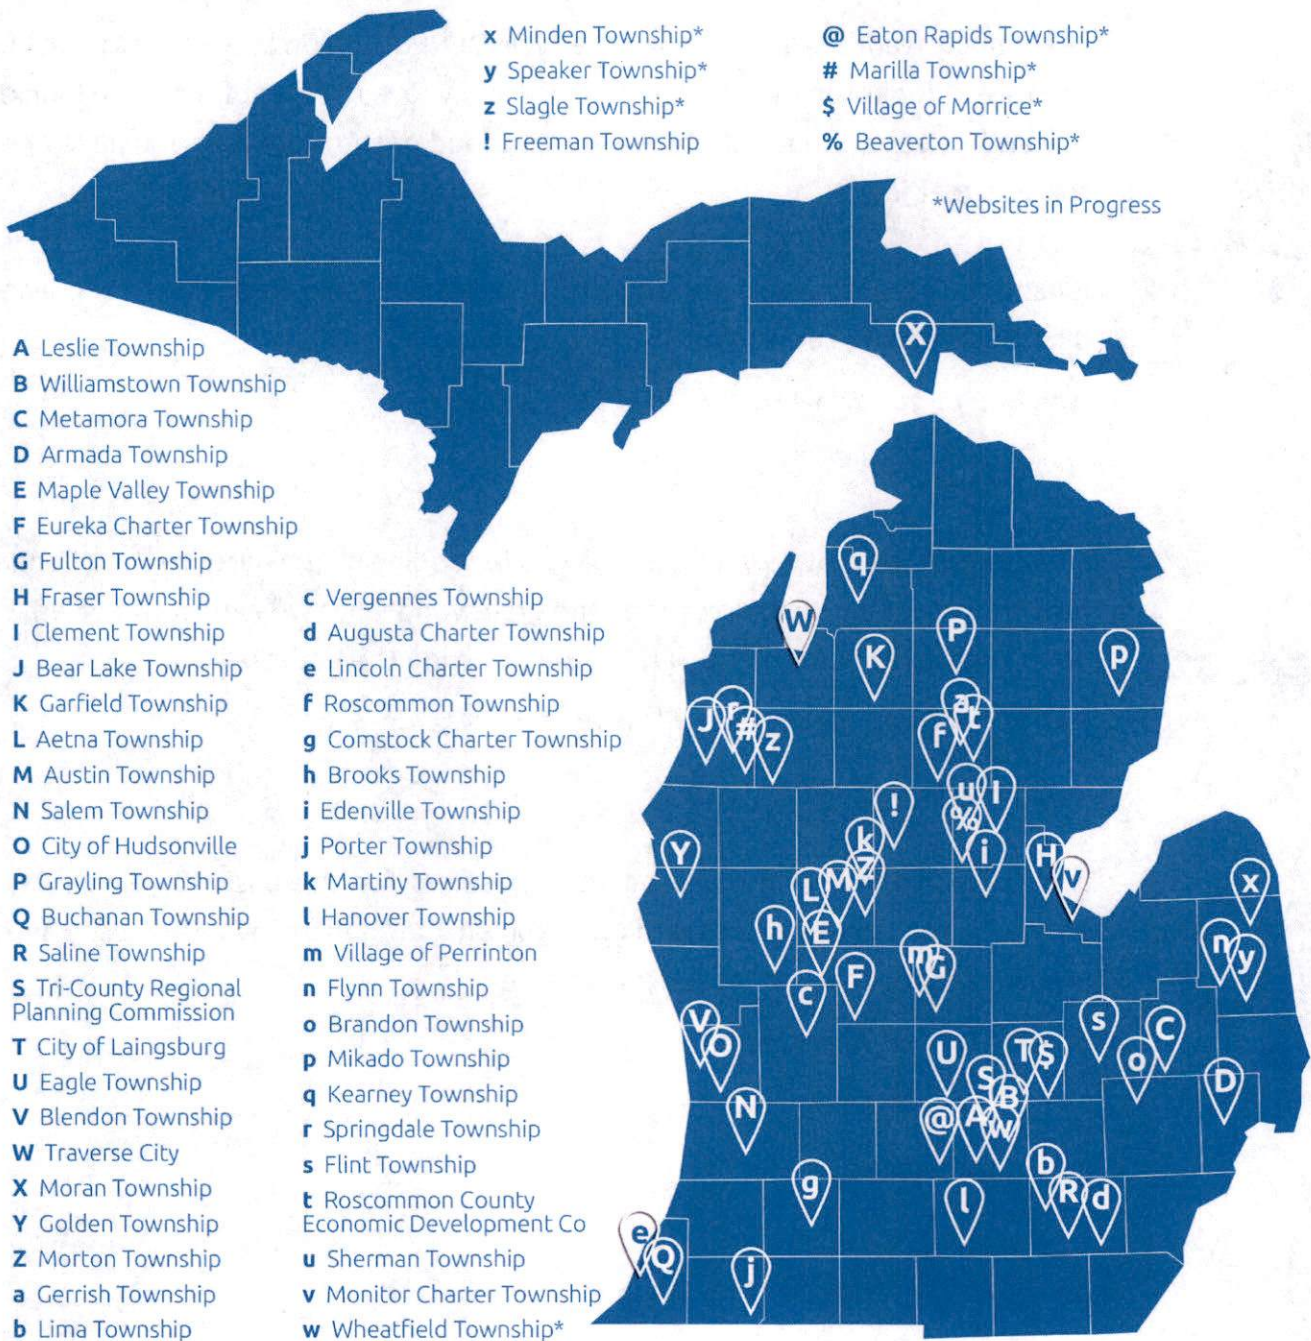 x Minden Township*
y Speaker Township*
z Slagle Township*
! Freeman Township
@ Eaton Rapids Township*
# Marilla Township*
$ Village of Morrice*
% Beaverton Township*
*Websites in Progress
A Leslie Township
B Williamstown Township
C Metamora Township
D Armada Township
E Maple Valley Township
F Eureka Charter Township
G Fulton Township
H Fraser Township
I Clement Township
J Bear Lake Township
K Garfield Township
L Aetna Township
M Austin Township
N Salem Township
O City of Hudsonville
P Grayling Township
Q Buchanan Township
R Saline Township
S Tri-County Regional
Planning Commission
T City of Laingsburg
U Eagle Township
V Blendon Township
W Traverse City
X Moran Township
Y Golden Township
Z Morton Township
a Gerrish Township
b Lima Township
c Vergennes Township
d Augusta Charter Township
e Lincoln Charter Township
f Roscommon Township
g Comstock Charter Township
h Brooks Township
i Edenville Township
j Porter Township
k Martiny Township
l Hanover Township
m Village of Perrinton
n Flynn Township
o Brandon Township
p Mikado Township
q Kearney Township
r Springdale Township
s Flint Township
t Roscommon County
Economic Development Co
u Sherman Township
v Monitor Charter Township
w Wheatfield Township*
X
q
W
P
K
p
a
t
J
r
#
z
f
u
I
!
%
k
Y
i
H
Z
v
M
L
x
h
E
n
m
y
G
F
c
s
V
C
O
U
T
$
o
S
D
B
N
@
A
w
b
g
R
d
l
e
Q
j